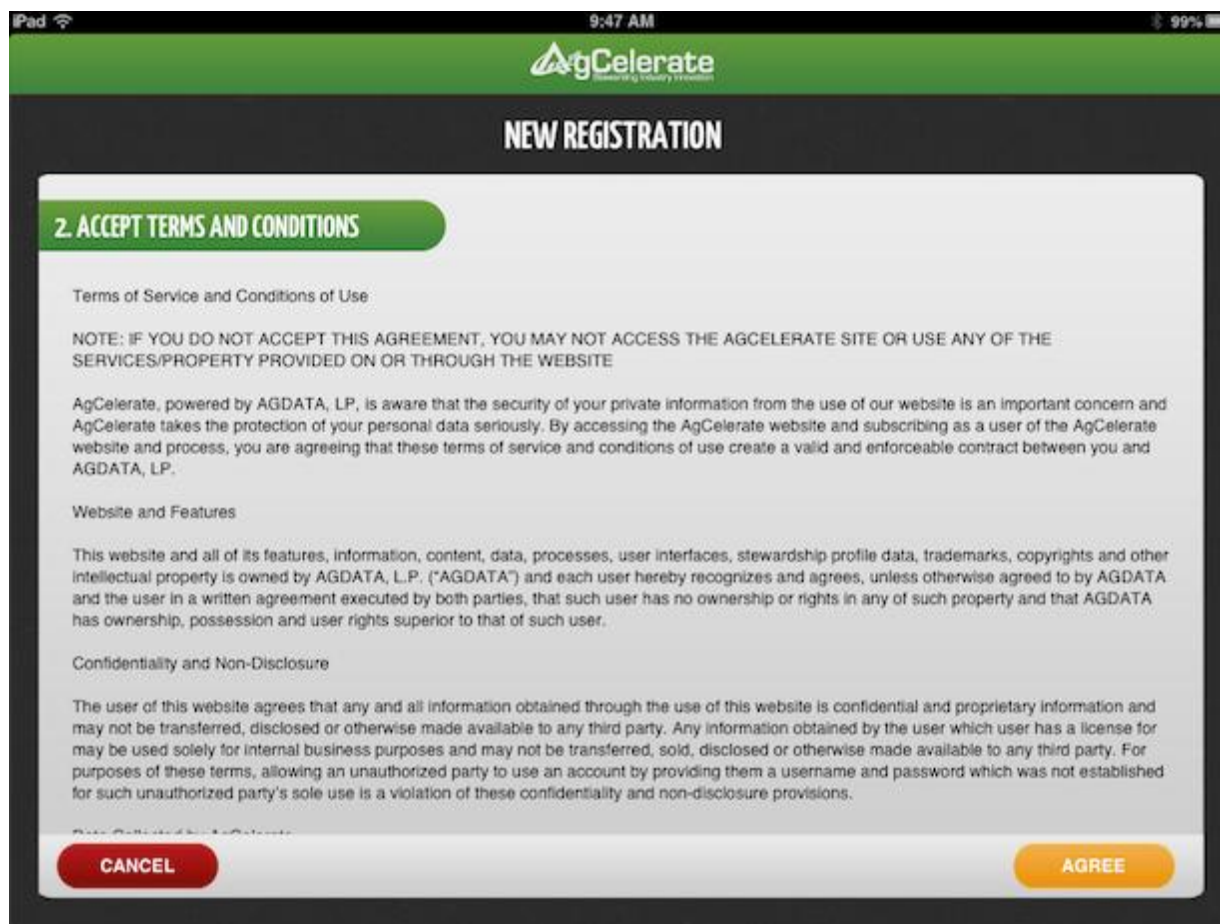 iPad
9:47 AM
99%
AgCelerate
Stewarding Industry Innovation
NEW REGISTRATION
2. ACCEPT TERMS AND CONDITIONS
Terms of Service and Conditions of Use
NOTE: IF YOU DO NOT ACCEPT THIS AGREEMENT, YOU MAY NOT ACCESS THE AGCELERATE SITE OR USE ANY OF THE
SERVICES/PROPERTY PROVIDED ON OR THROUGH THE WEBSITE
AgCelerate, powered by AGDATA, LP, is aware that the security of your private information from the use of our website is an important concern and
AgCelerate takes the protection of your personal data seriously. By accessing the AgCelerate website and subscribing as a user of the AgCelerate
website and process, you are agreeing that these terms of service and conditions of use create a valid and enforceable contract between you and
AGDATA, LP.
Website and Features
This website and all of its features, information, content, data, processes, user interfaces, stewardship profile data, trademarks, copyrights and other
intellectual property is owned by AGDATA, L.P. ("AGDATA") and each user hereby recognizes and agrees, unless otherwise agreed to by AGDATA
and the user in a written agreement executed by both parties, that such user has no ownership or rights in any of such property and that AGDATA
has ownership, possession and user rights superior to that of such user.
Confidentiality and Non-Disclosure
The user of this website agrees that any and all information obtained through the use of this website is confidential and proprietary information and
may not be transferred, disclosed or otherwise made available to any third party. Any information obtained by the user which user has a license for
may be used solely for internal business purposes and may not be transferred, sold, disclosed or otherwise made available to any third party. For
purposes of these terms, allowing an unauthorized party to use an account by providing them a username and password which was not established
for such unauthorized party's sole use is a violation of these confidentiality and non-disclosure provisions.
Data Collected by AgCelerate
CANCEL
AGREE